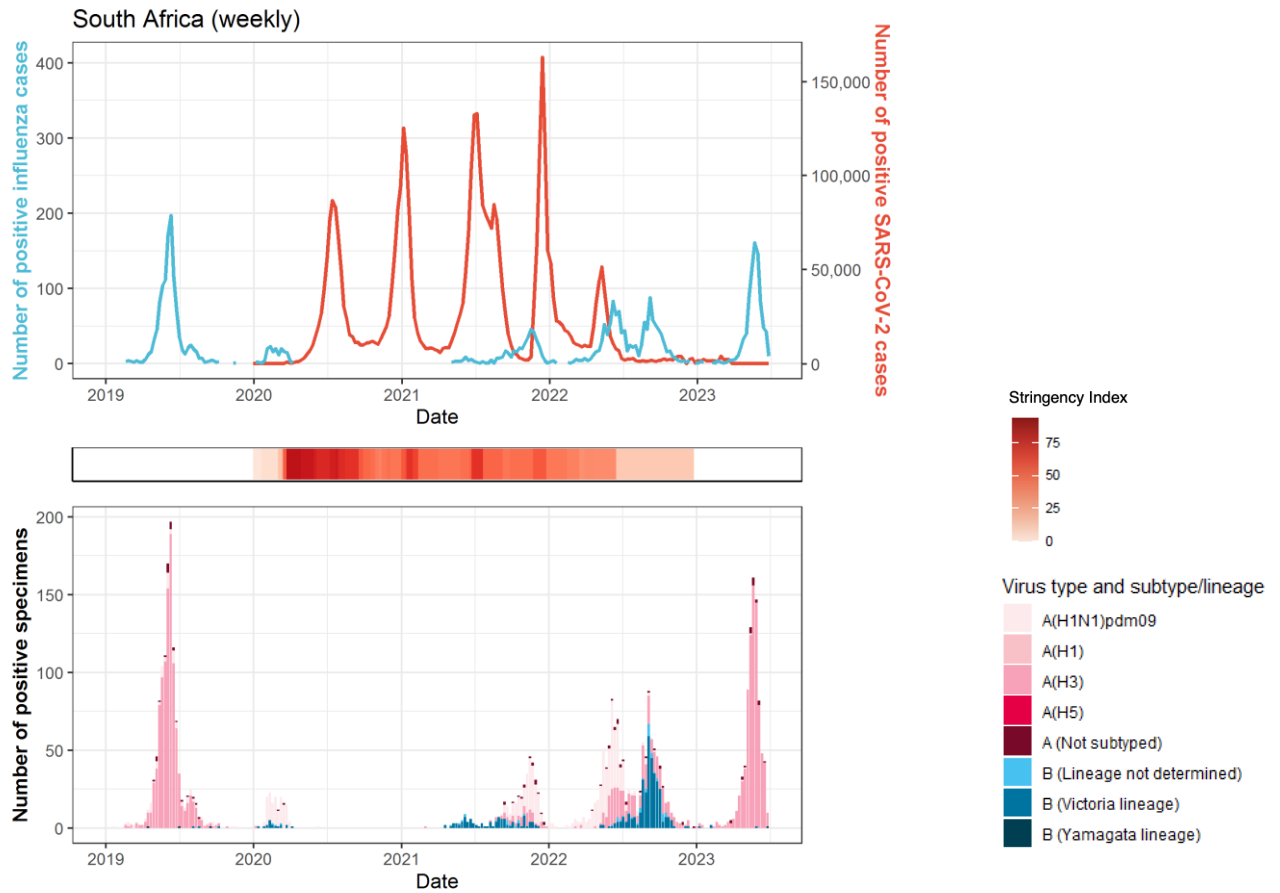 South Africa (weekly)
Number of positive influenza cases
400
300
200
100
0
150,000
100,000
50,000
0
Number of positive SARS-CoV-2 cases
2019 2020 2021 2022 2023
Date
Stringency Index
75
50
25
0
Number of positive specimens
200
150
100
50
0
2019 2020 2021 2022 2023
Date
Virus type and subtype/lineage
A(H1N1)pdm09
A(H1)
A(H3)
A(H5)
A (Not subtyped)
B (Lineage not determined)
B (Victoria lineage)
B (Yamagata lineage)